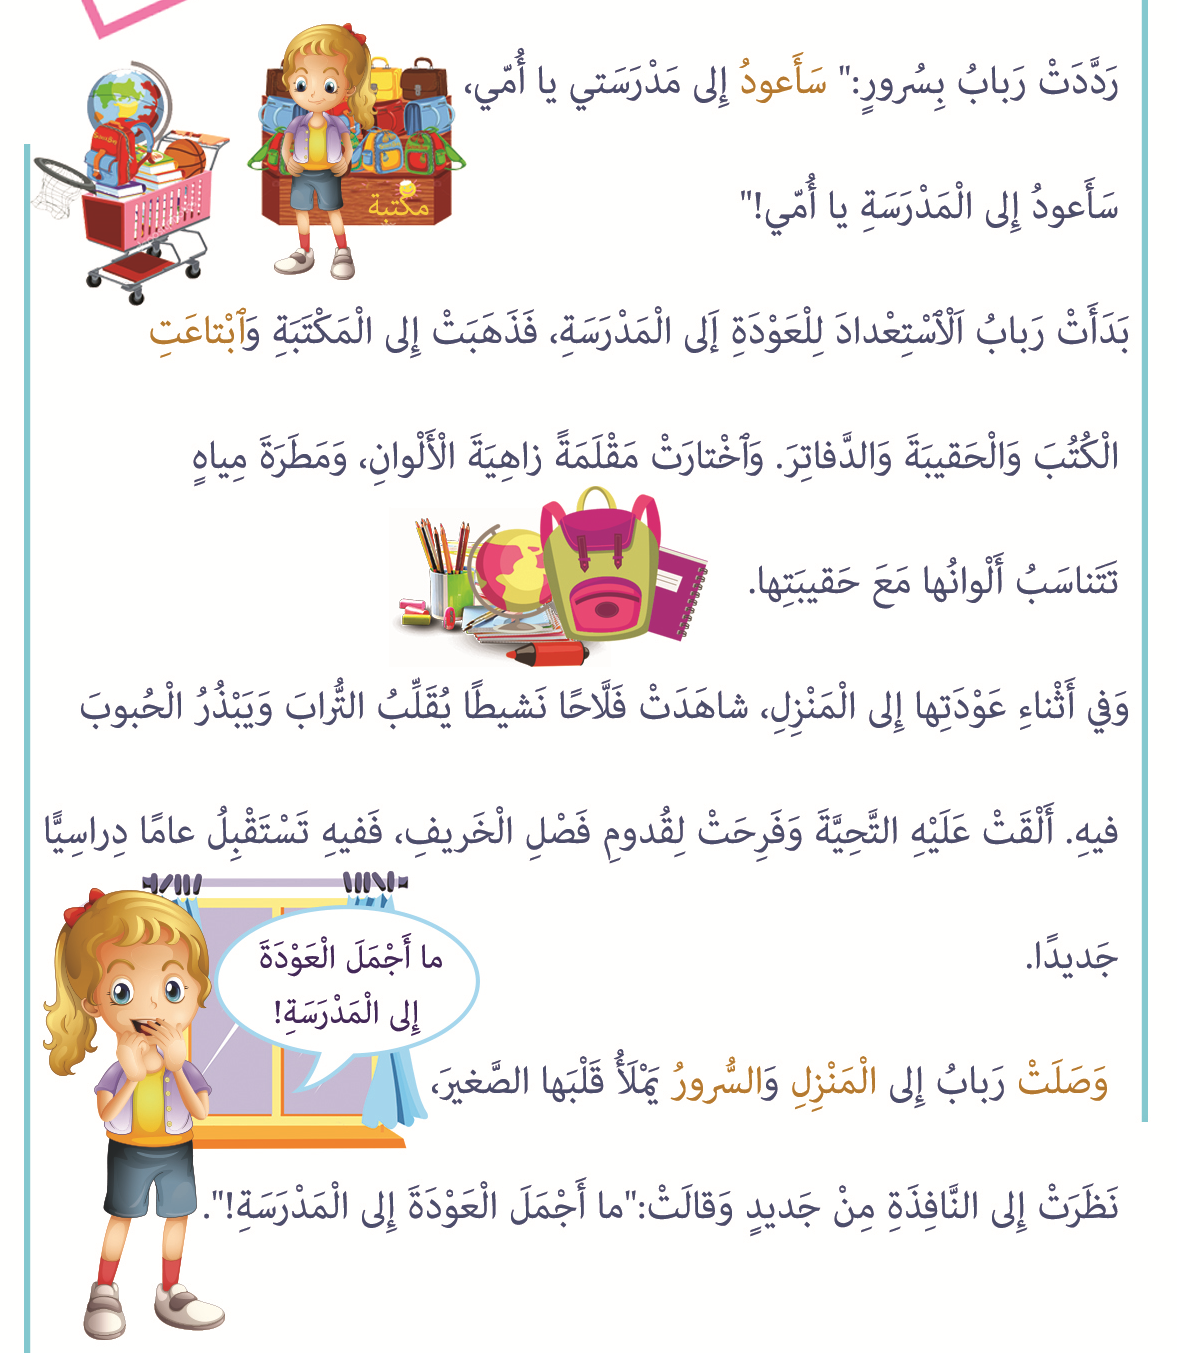 رَدَّدَتْ رَبابُ بِسُرورٍ:" سَأَعودُ إِلى مَدْرَسَتي يا أُمّي،
مكتبة
سَأَعودُ إِلى الْمَدْرَسَةِ يا أُمّي!"
بَدَأَتْ رَبابُ اَلْاَسْتِعْدادَ لِلْعَوْدَةِ إَلى الْمَدْرَسَةِ، فَذَهَبَتْ إِلى الْمَكْتَبَةِ وَٱبْتاعَتِ
الْكُتُبَ وَالْحَقيبَةَ وَالدَّفاتِرَ. وَٱخْتارَتْ مَقْلَمَةً زاهِيَةَ الْأَلْوانِ، وَمَطَرَةَ مِياهٍ
تَتَناسَبُ أَلْوانُها مَعَ حَقيبَتِها.
وَفي أَثْناءِ عَوْدَتِها إِلى الْمَنْزِلِ، شاهَدَتْ فَلَّاحًا نَشيطًا يُقَلِّبُ التُّرابَ وَيَبْذُرُ الْحُبوبَ
فيهِ. أَلْقَتْ عَلَيْهِ التَّحِيَّةَ وَفَرِحَتْ لِقُدومِ فَصْلِ الْخَريفِ، فَفيهِ تَسْتَقْبِلُ عامًا دِراسِيًّا
جَديدًا.
ما أَجْمَلَ الْعَوْدَةَ
إِلى الْمَدْرَسَةِ!
وَصَلَتْ رَبابُ إِلى الْمَنْزِلِ وَالسُّرورُ يَمْلَأُ قَلْبَها الصَّغيرَ،
نَظَرَتْ إِلى النَّافِذَةِ مِنْ جَديدٍ وَقالَتْ:"ما أَجْمَلَ الْعَوْدَةَ إِلى الْمَدْرَسَةِ!".